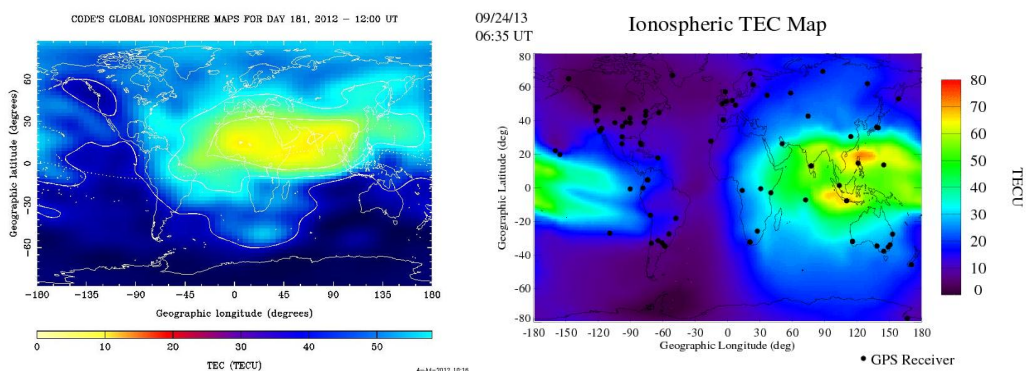 CODE'S GLOBAL IONOSPHERE MAPS FOR DAY 181, 2012 – 12:00 UT
Geographic latitude (degrees)
60
30
0
−30
−60
−180 −135 −90 −45 0 45 90 135 180
Geographic longitude (degrees)
0 10 20 30 40 50
TEC (TECU)
09/24/13
06:35 UT
Ionospheric TEC Map
Geographic Latitude (deg)
80
60
40
20
0
-20
-40
-60
-80
-180 -150 -120 -90 -60 -30 0 30 60 90 120 150 180
Geographic Longitude (deg)
80
70
60
50
40
30
20
10
0
TECU
• GPS Receiver